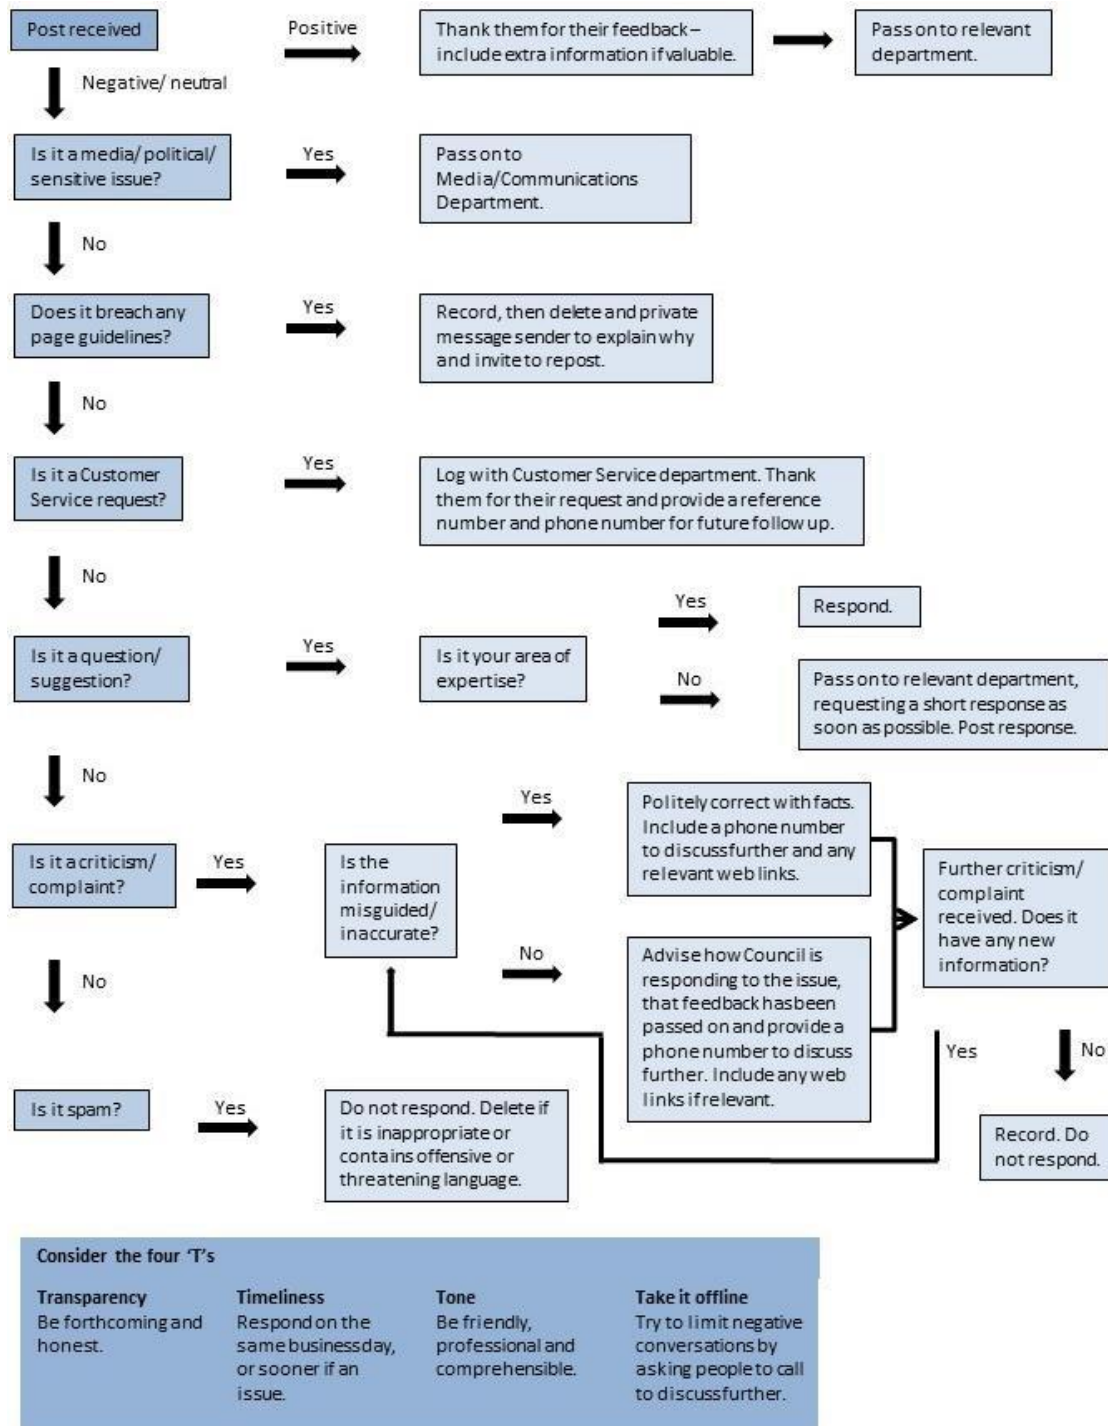 Post received
Positive
Thank them for their feedback –
include extra information if valuable.
Pass on to relevant
department.
Negative/ neutral
Is it a media/ political/
sensitive issue?
Yes
Pass on to
Media/Communications
Department.
No
Does it breach any
page guidelines?
Yes
Record, then delete and private
message sender to explain why
and invite to repost.
No
Is it a Customer
Service request?
Yes
Log with Customer Service department. Thank
them for their request and provide a reference
number and phone number for future follow up.
No
Is it a question/
suggestion?
Yes
Is it your area of
expertise?
Yes
Respond.
No
Pass on to relevant department,
requesting a short response as
soon as possible. Post response.
No
Is it a criticism/
complaint?
Yes
Is the
information
misguided/
inaccurate?
Yes
Politely correct with facts.
Include a phone number
to discuss further and any
relevant web links.
No
Advise how Council is
responding to the issue,
that feedback has been
passed on and provide a
phone number to discuss
further. Include any web
links if relevant.
Further criticism/
complaint
received. Does it
have any new
information?
Yes
No
Record. Do
not respond.
No
Is it spam?
Yes
Do not respond. Delete if
it is inappropriate or
contains offensive or
threatening language.
Consider the four ‘T’s
Transparency
Be forthcoming and
honest.
Timeliness
Respond on the
same business day,
or sooner if an
issue.
Tone
Be friendly,
professional and
comprehensible.
Take it offline
Try to limit negative
conversations by
asking people to call
to discuss further.